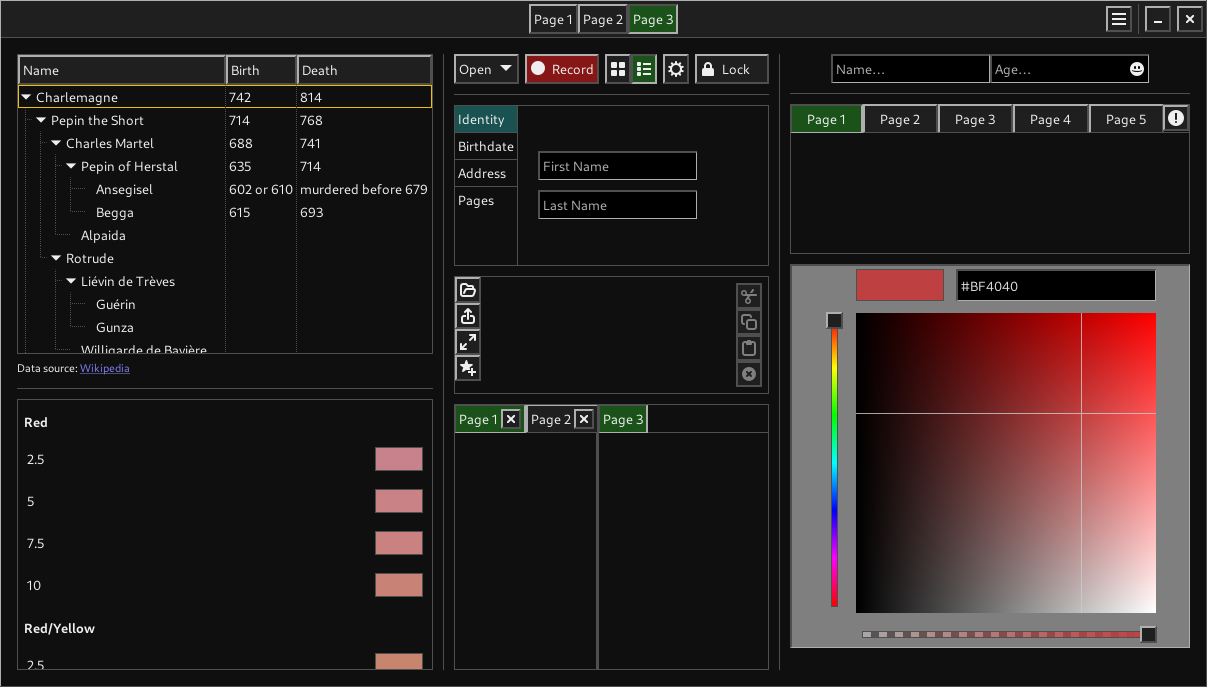 Page 1 Page 2 Page 3
Name Birth Death
Charlemagne 742 814
Pepin the Short 714 768
Charles Martel 688 741
Pepin of Herstal 635 714
Ansegisel 602 or 610 murdered before 679
Begga 615 693
Alpaida
Rotrude
Liévin de Trèves
Guérin
Gunza
Willigarde de Bavière
Data source: Wikipedia
Red
2.5
5
7.5
10
Red/Yellow
2.5
Open Record Lock
Identity
Birthdate
Address
Pages
First Name
Last Name
Page 1 Page 2 Page 3
Name... Age...
Page 1 Page 2 Page 3 Page 4 Page 5
#BF4040